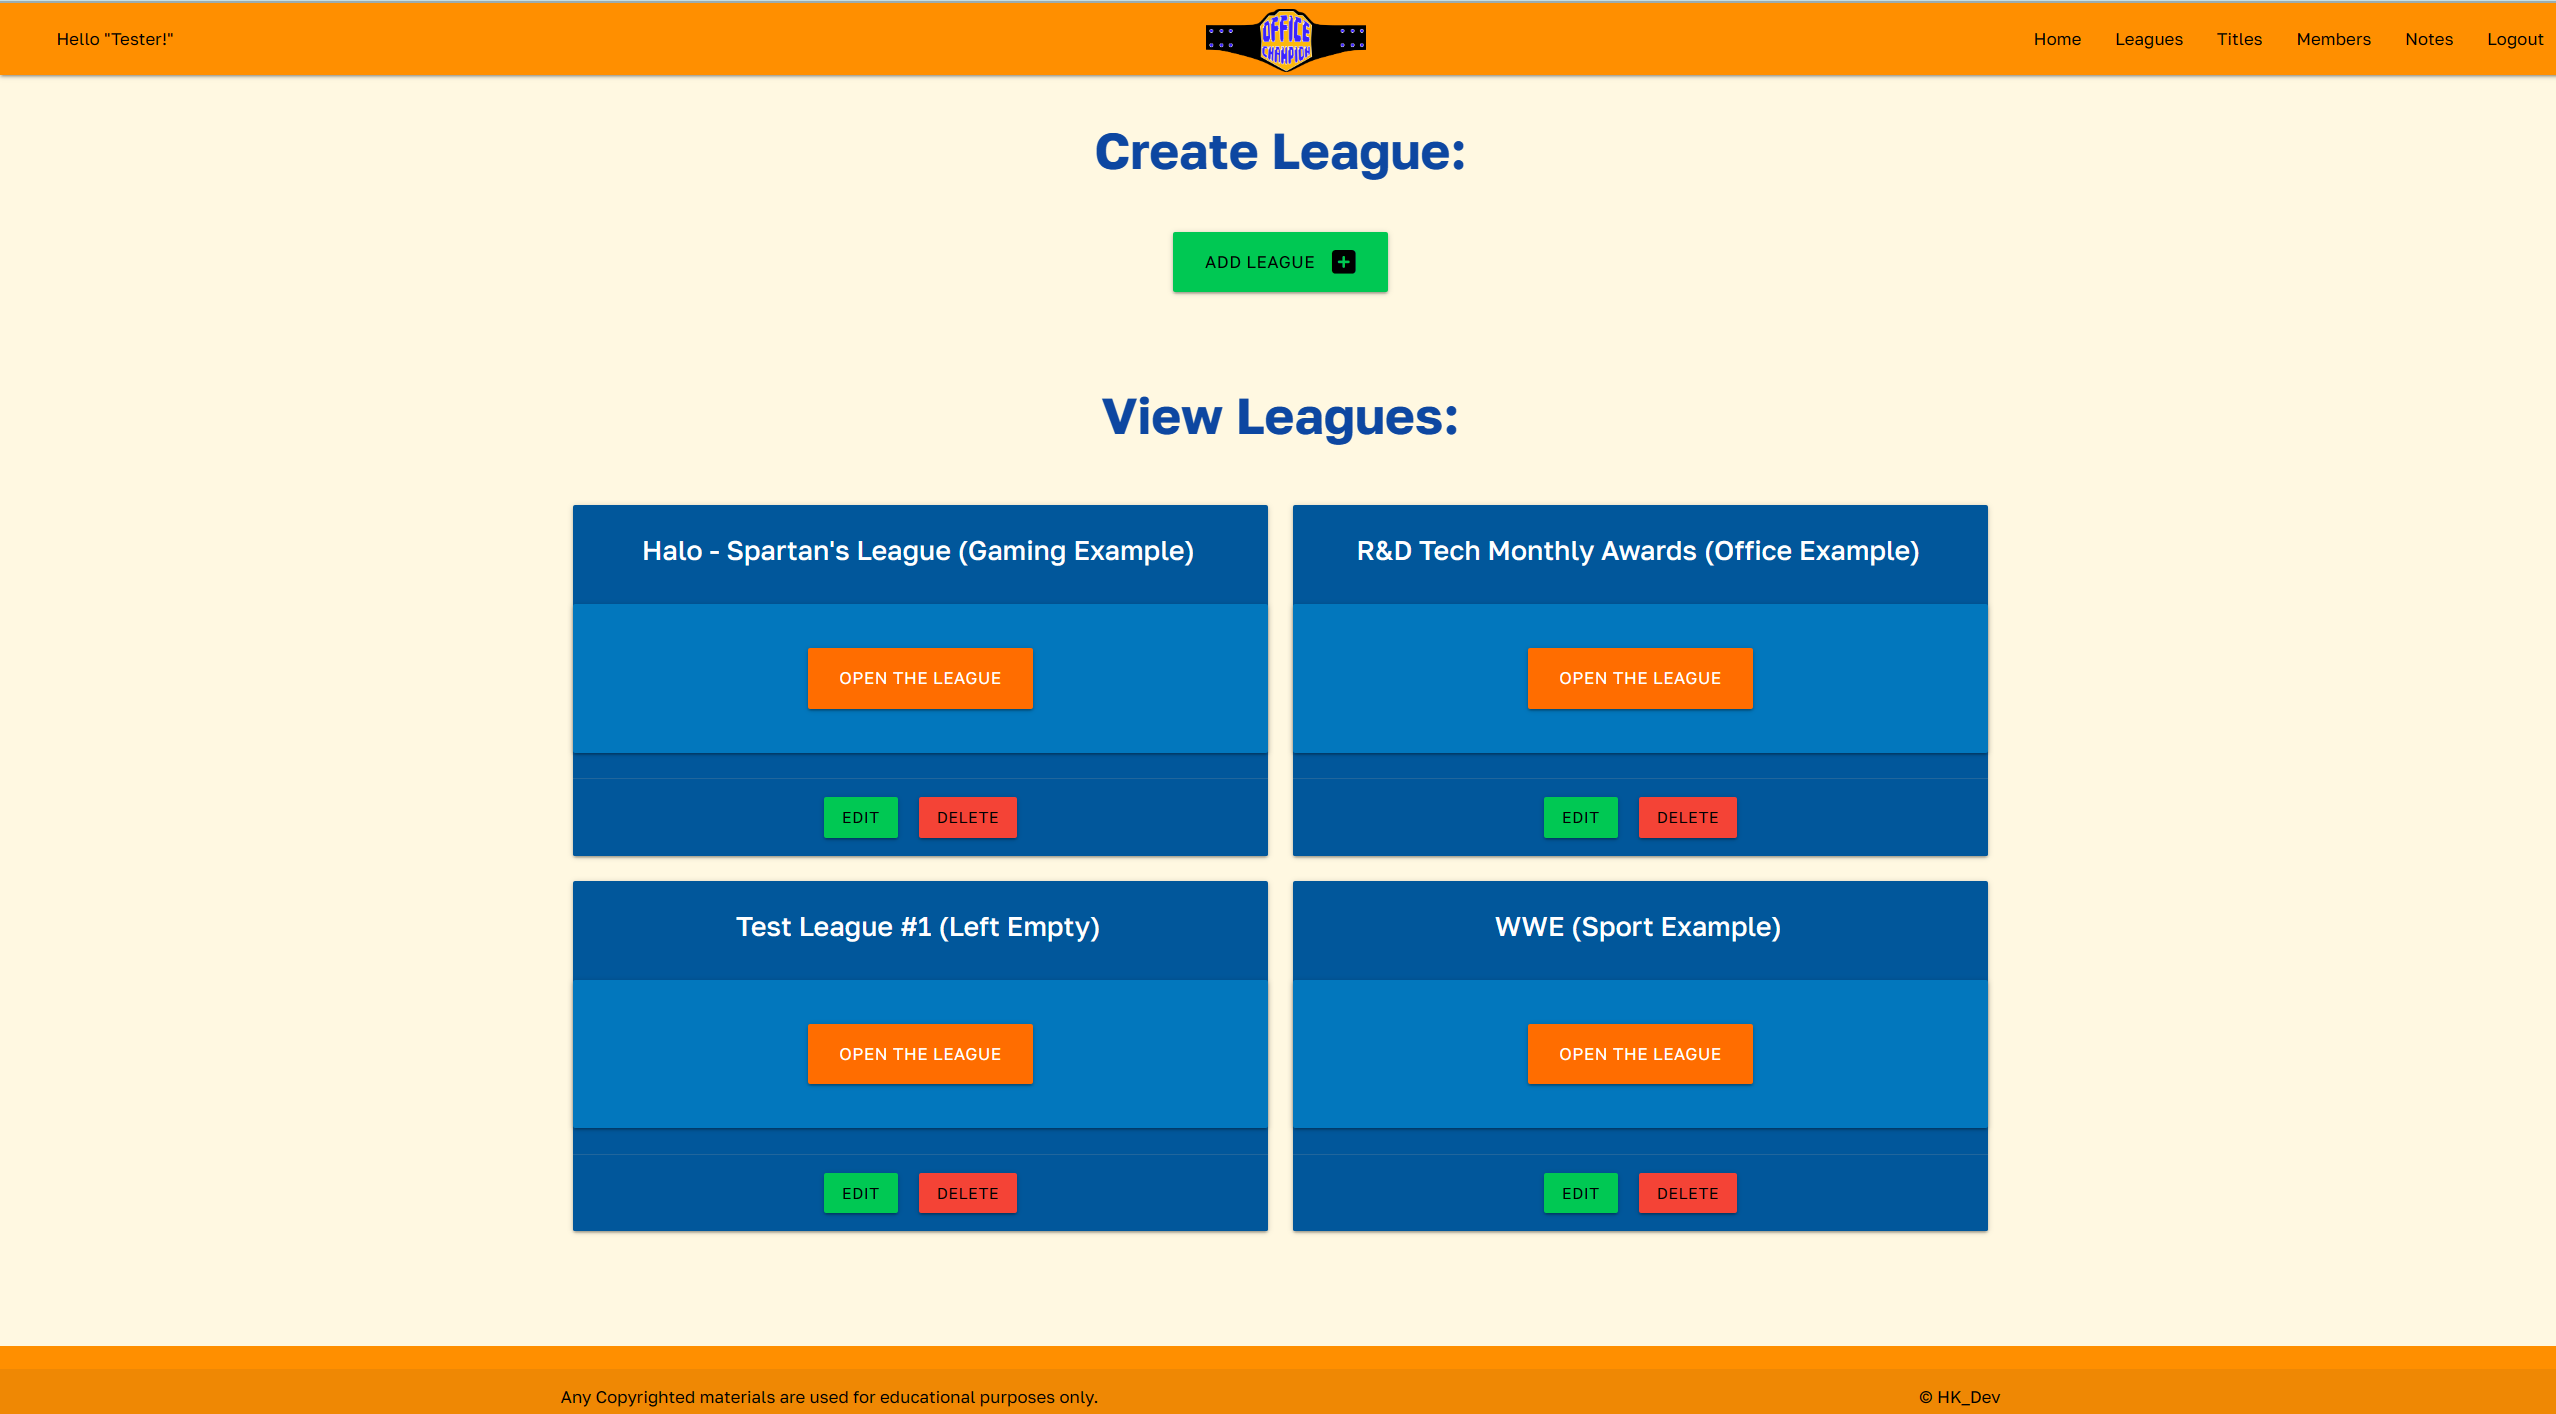 Hello "Tester!"
OFFICE
CHAMPION
Home Leagues Titles Members Notes Logout
Create League:
ADD LEAGUE
View Leagues:
Halo - Spartan's League (Gaming Example)
OPEN THE LEAGUE
EDIT DELETE
R&D Tech Monthly Awards (Office Example)
OPEN THE LEAGUE
EDIT DELETE
Test League #1 (Left Empty)
OPEN THE LEAGUE
EDIT DELETE
WWE (Sport Example)
OPEN THE LEAGUE
EDIT DELETE
Any Copyrighted materials are used for educational purposes only.
© HK_Dev